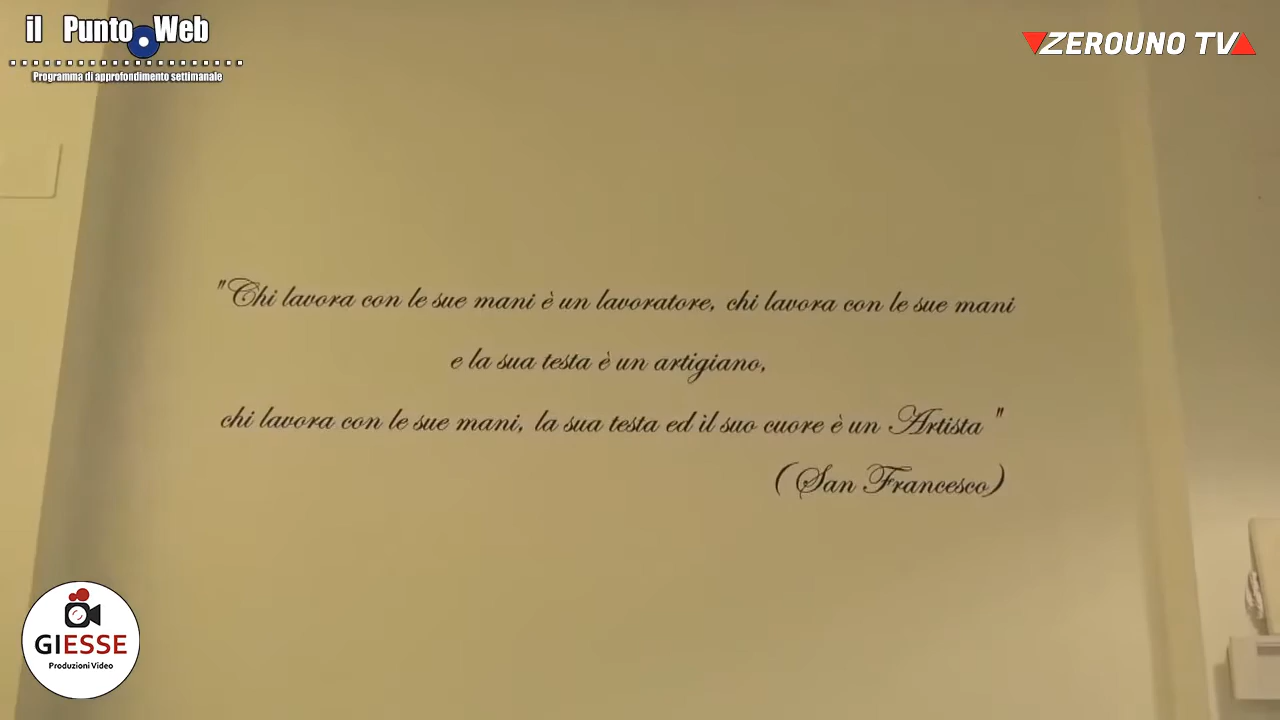 il Punto Web
Programma di approfondimento settimanale
ZEROUNO TV
"Chi lavora con le sue mani è un lavoratore, chi lavora con le sue mani
e la sua testa è un artigiano,
chi lavora con le sue mani, la sua testa ed il suo cuore è un Artista"
(San Francesco)
GIESSE
Produzioni Video